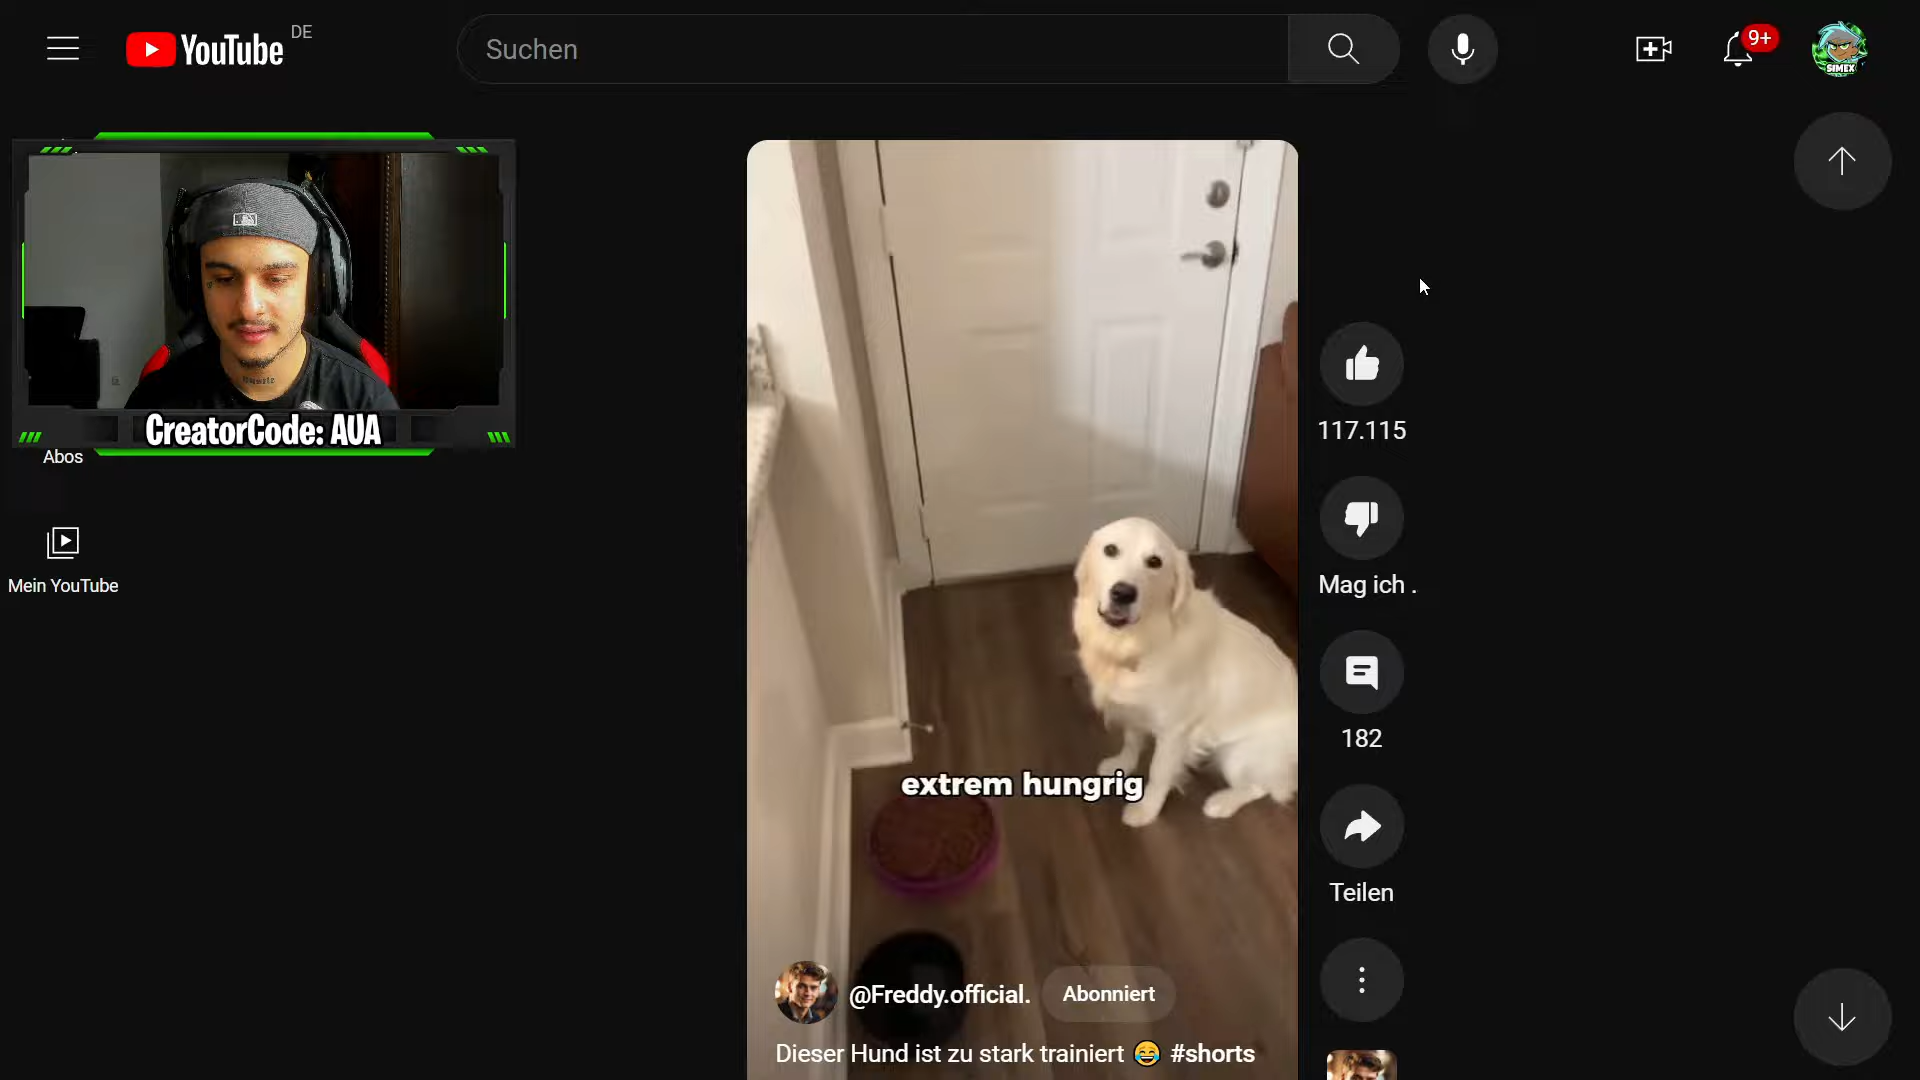 YouTube DE
Suchen
9+
SIMEX
CreatorCode: AUA
Abos
Mein YouTube
117.115
Mag ich .
182
Teilen
extrem hungrig
@Freddy.official. Abonniert
Dieser Hund ist zu stark trainiert 😂 #shorts